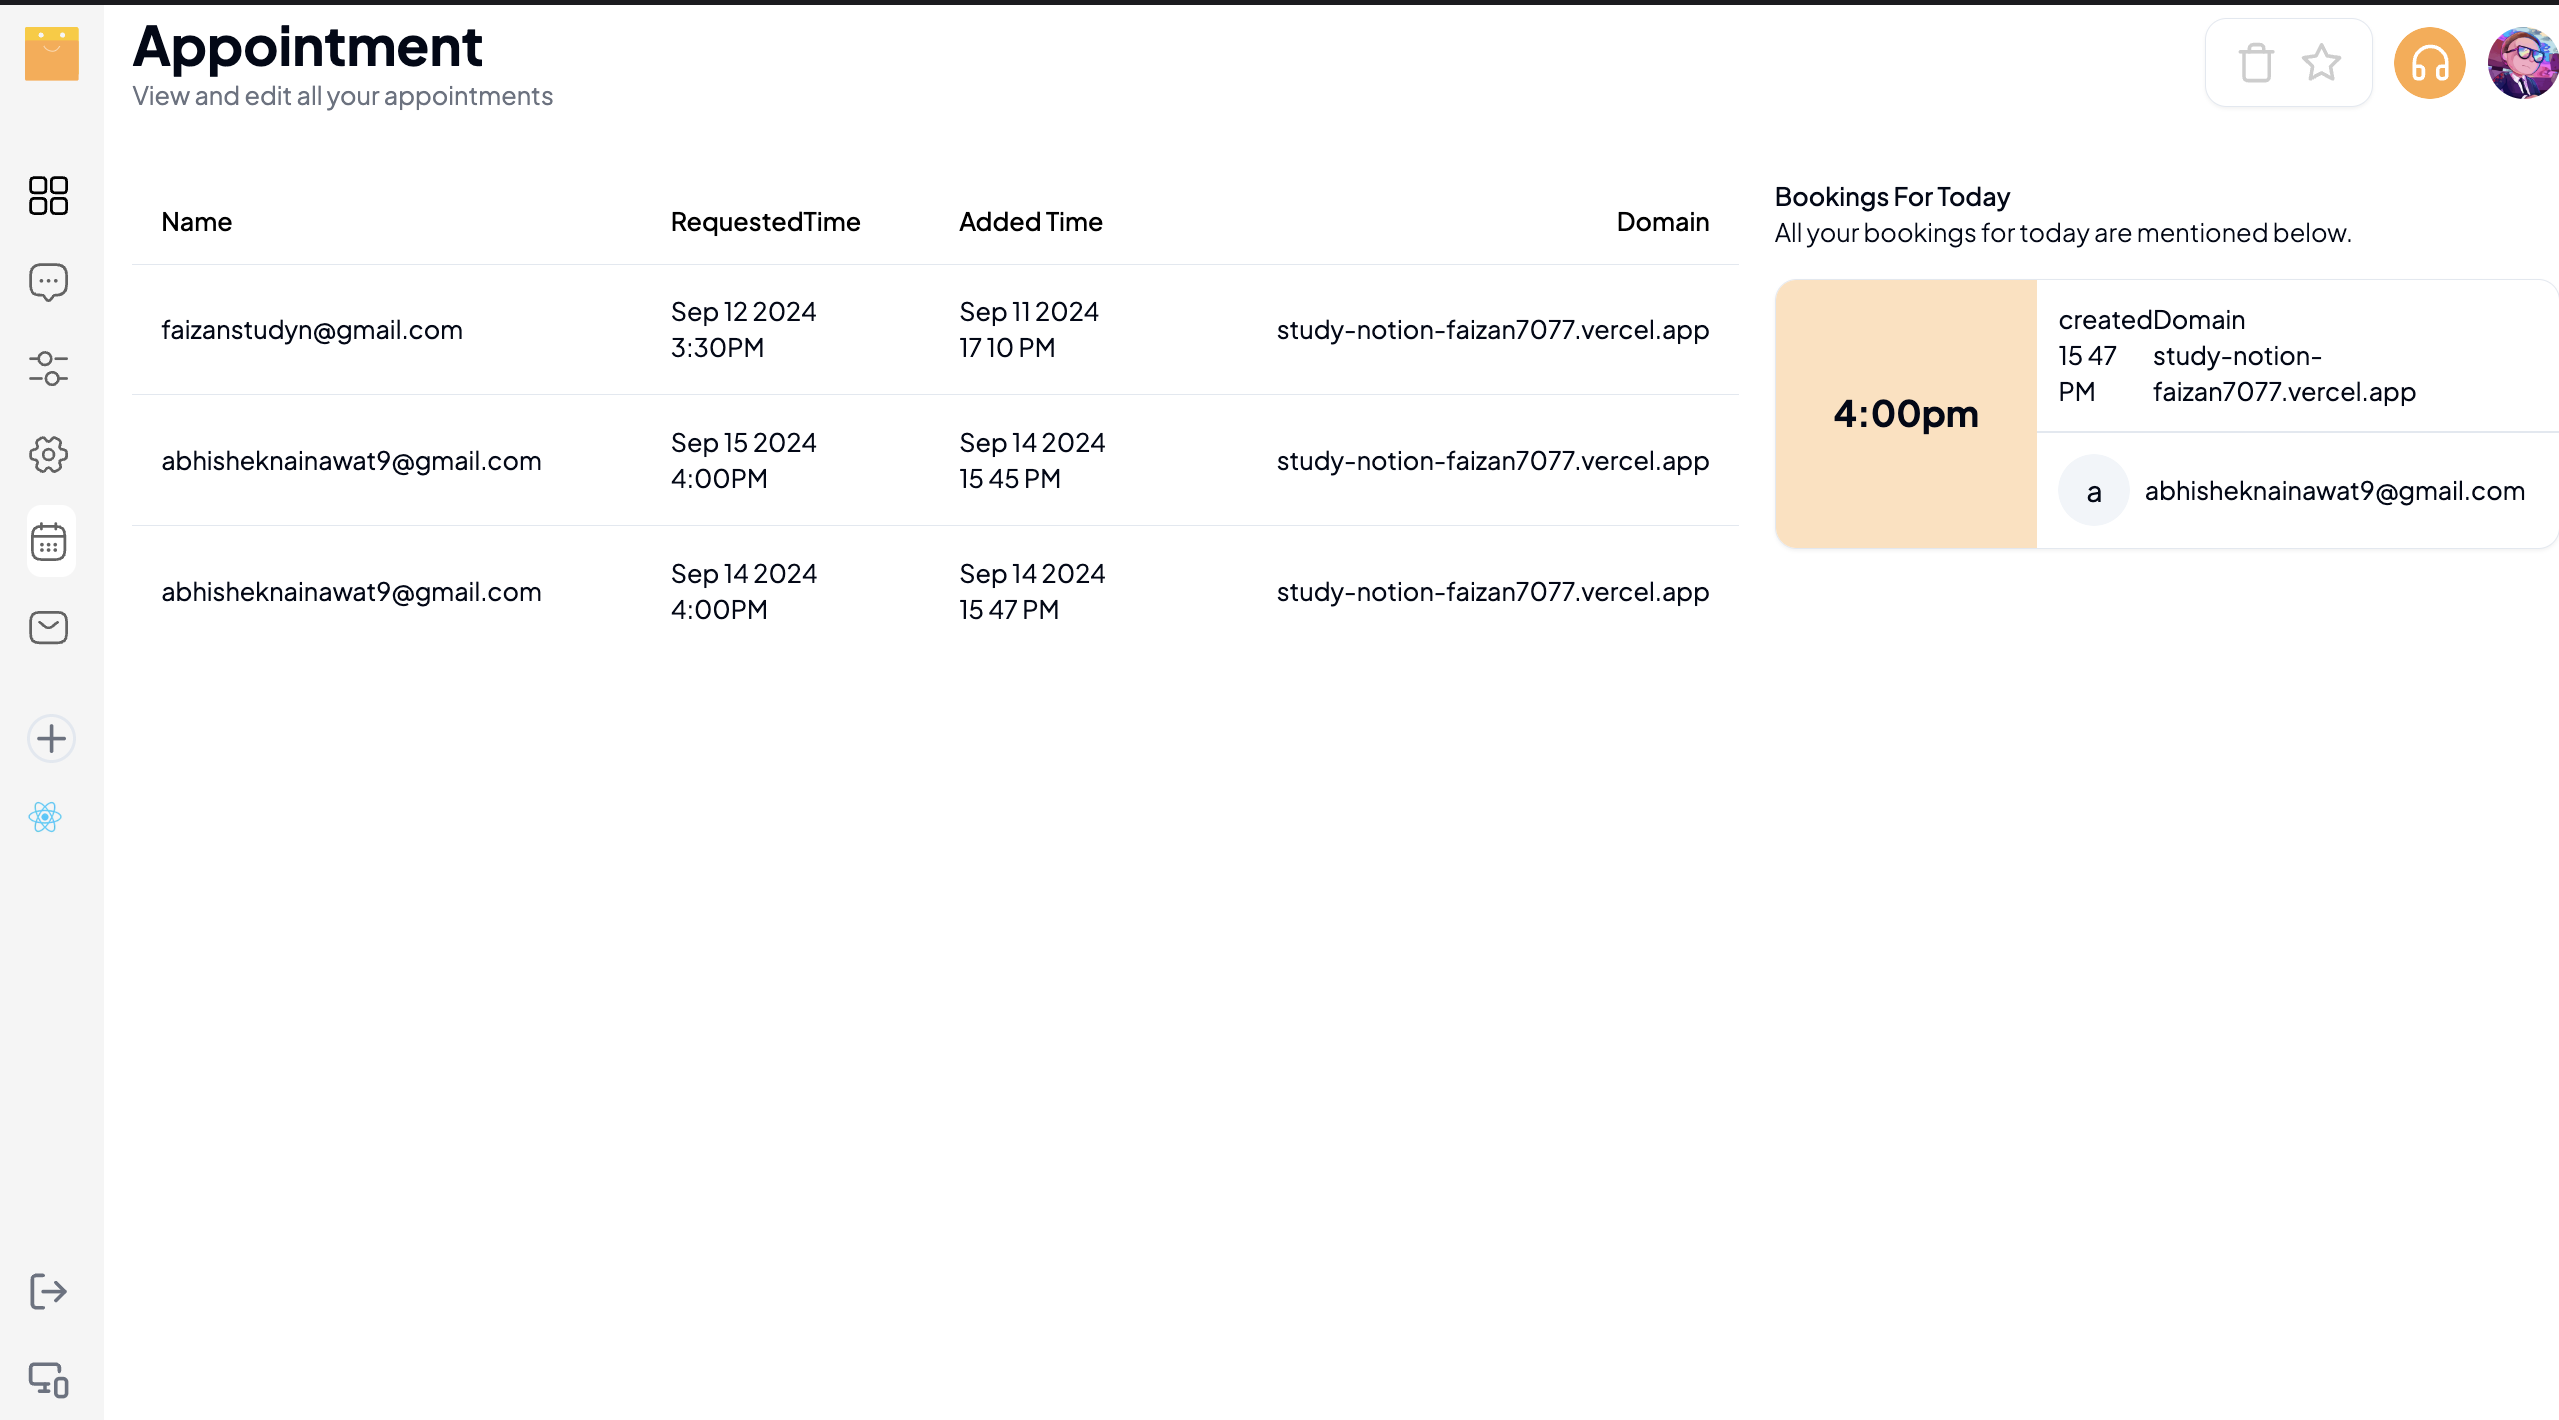 Appointment
View and edit all your appointments
Name RequestedTime Added Time Domain
faizanstudyn@gmail.com Sep 12 2024 3:30PM Sep 11 2024 17 10 PM study-notion-faizan7077.vercel.app
abhisheknainawat9@gmail.com Sep 15 2024 4:00PM Sep 14 2024 15 45 PM study-notion-faizan7077.vercel.app
abhisheknainawat9@gmail.com Sep 14 2024 4:00PM Sep 14 2024 15 47 PM study-notion-faizan7077.vercel.app
Bookings For Today
All your bookings for today are mentioned below.
4:00pm
createdDomain
15 47 study-notion-
PM faizan7077.vercel.app
a abhisheknainawat9@gmail.com